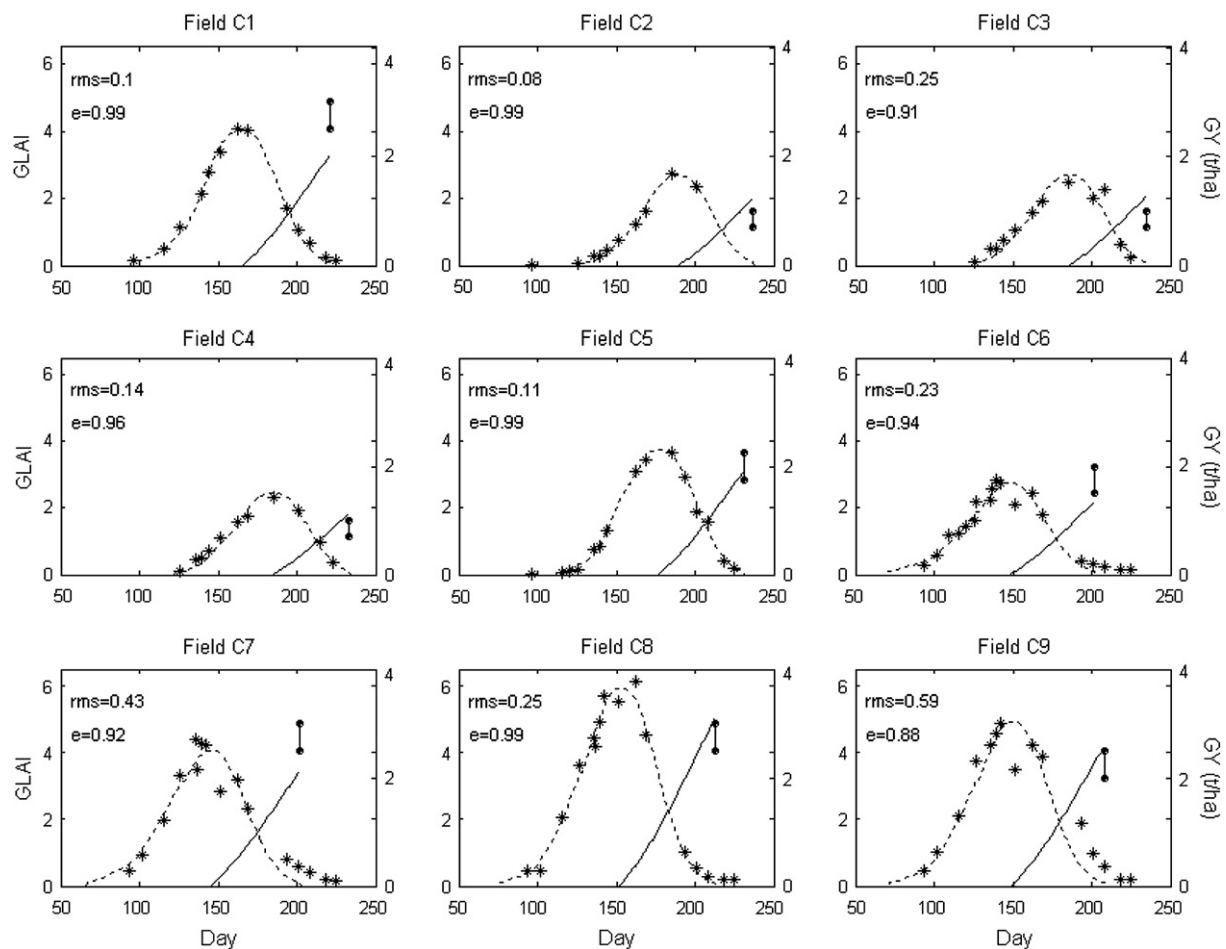 Field C1
Field C2
Field C3
6
4
2
0
GLAI
rms=0.1
e=0.99
4
2
0
50 100 150 200 250
6
4
2
0
rms=0.08
e=0.99
4
2
0
50 100 150 200 250
6
4
2
0
rms=0.25
e=0.91
4
2
0
GY (t/ha)
50 100 150 200 250
Field C4
Field C5
Field C6
6
4
2
0
GLAI
rms=0.14
e=0.96
4
2
0
50 100 150 200 250
6
4
2
0
rms=0.11
e=0.99
4
2
0
50 100 150 200 250
6
4
2
0
rms=0.23
e=0.94
4
2
0
GY (t/ha)
50 100 150 200 250
Field C7
Field C8
Field C9
6
4
2
0
GLAI
rms=0.43
e=0.92
4
2
0
50 100 150 200 250
Day
6
4
2
0
rms=0.25
e=0.99
4
2
0
50 100 150 200 250
Day
6
4
2
0
rms=0.59
e=0.88
4
2
0
GY (t/ha)
50 100 150 200 250
Day